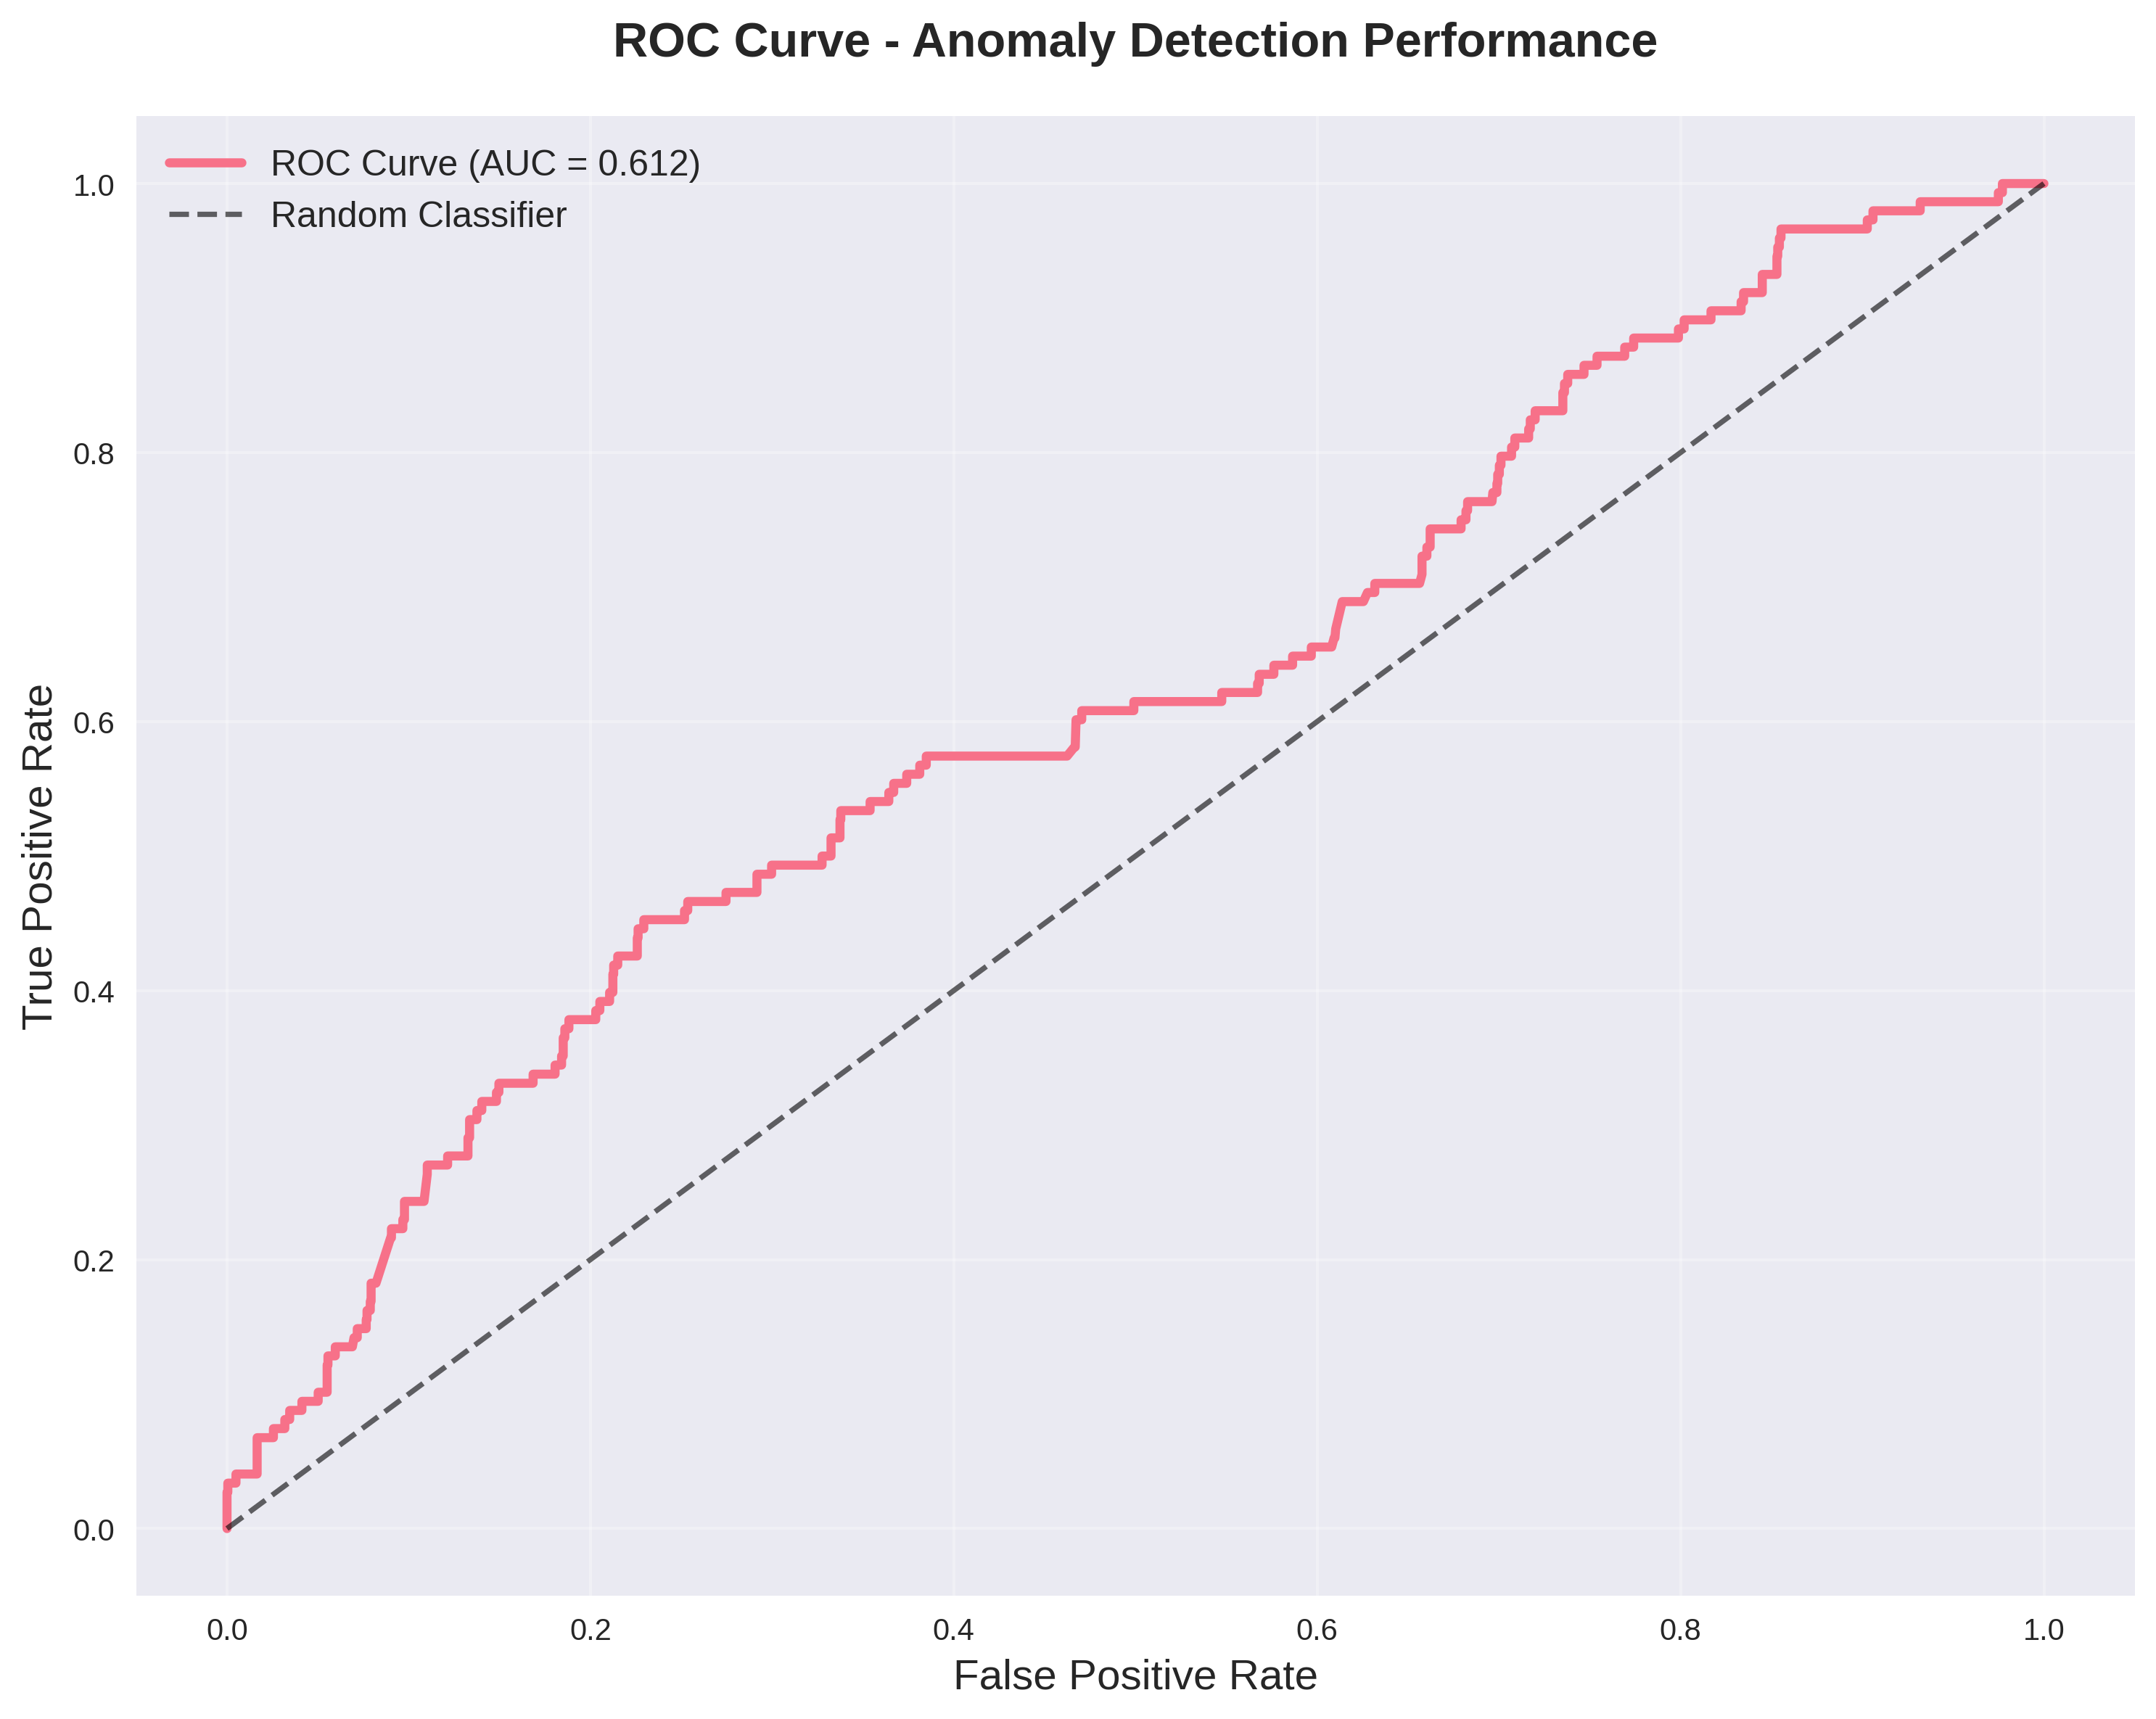 ROC Curve - Anomaly Detection Performance
ROC Curve (AUC = 0.612)
Random Classifier
1.0
0.8
0.6
0.4
0.2
0.0
True Positive Rate
0.0 0.2 0.4 0.6 0.8 1.0
False Positive Rate